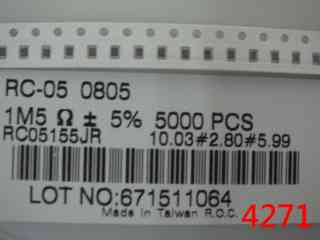 RC-05 0805
1M5 Ω ± 5% 5000 PCS
RC05155JR 10.03#2.80#5.99
LOT NO:671511064
Made in Taiwan R.O.C.
4271